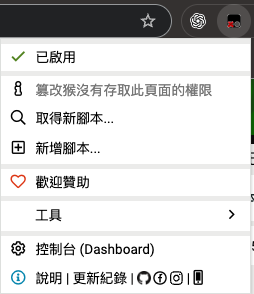 已啟用
篡改猴沒有存取此頁面的權限
取得新腳本...
新增腳本...
歡迎贊助
工具
控制台 (Dashboard)
說明 | 更新紀錄 | |